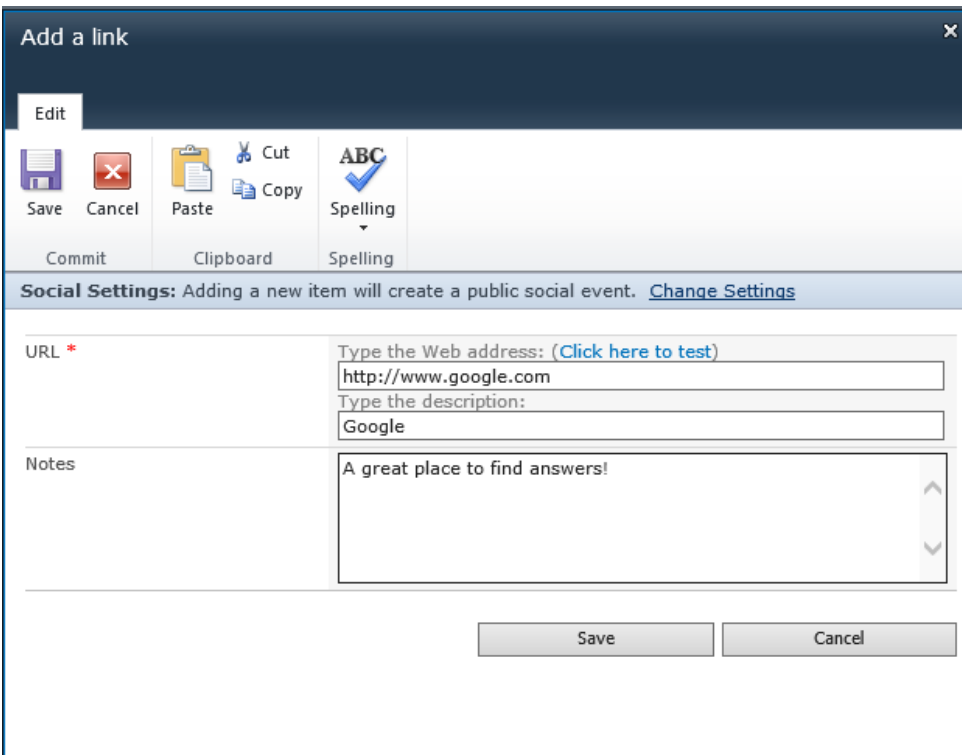 Add a link
Edit
Save Cancel Paste Cut Copy ABC Spelling
Commit Clipboard Spelling
Social Settings: Adding a new item will create a public social event. Change Settings
URL * Type the Web address: (Click here to test)
http://www.google.com
Type the description:
Google
Notes A great place to find answers!
Save Cancel